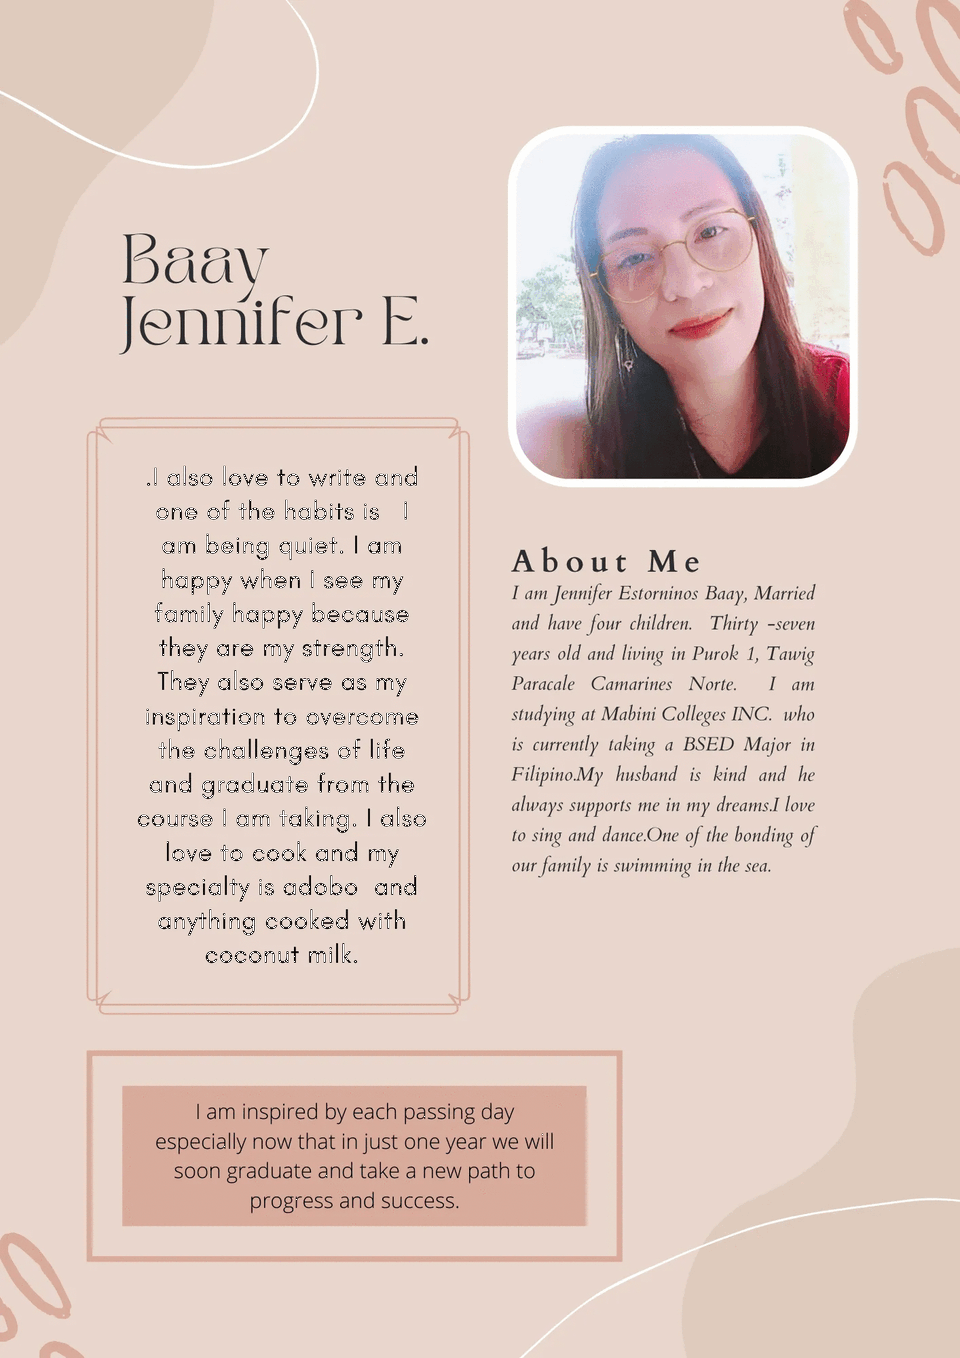 Baay
Jennifer E.
.I also love to write and
one of the habits is I
am being quiet. I am
happy when I see my
family happy because
they are my strength.
They also serve as my
inspiration to overcome
the challenges of life
and graduate from the
course I am taking. I also
love to cook and my
specialty is adobo and
anything cooked with
coconut milk.
About Me
I am Jennifer Estorninos Baay, Married
and have four children. Thirty -seven
years old and living in Purok 1, Tawig
Paracale Camarines Norte. I am
studying at Mabini Colleges INC. who
is currently taking a BSED Major in
Filipino.My husband is kind and he
always supports me in my dreams.I love
to sing and dance.One of the bonding of
our family is swimming in the sea.
I am inspired by each passing day
especially now that in just one year we will
soon graduate and take a new path to
progress and success.